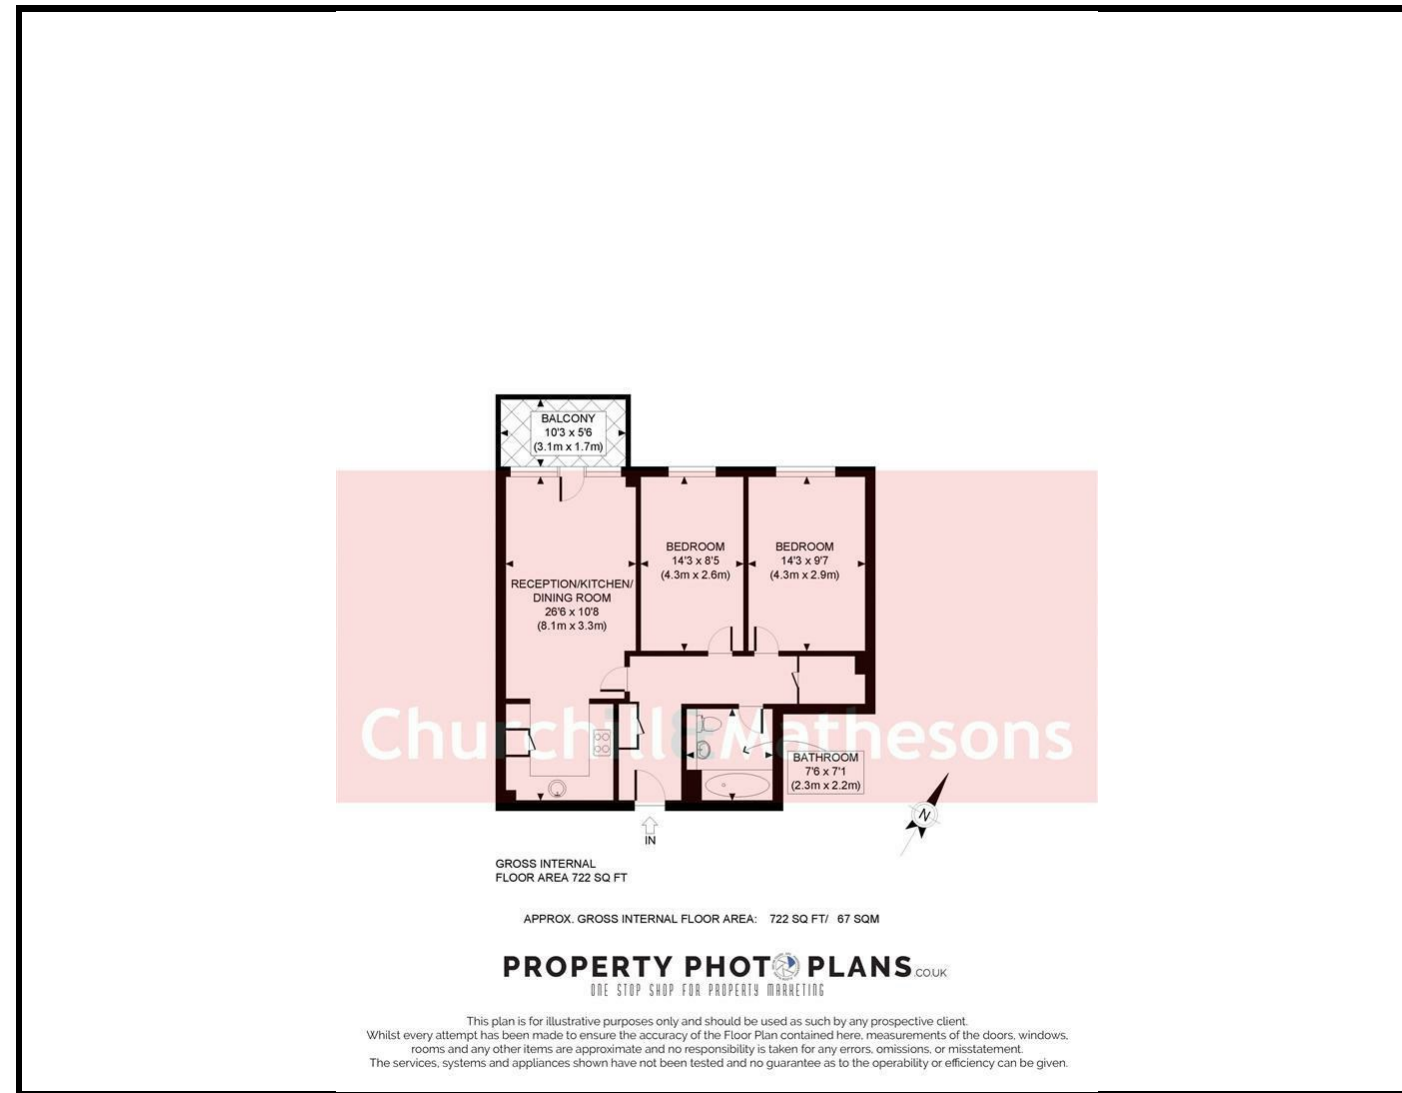 BALCONY
10'3 x 5'6
(3.1m x 1.7m)
BEDROOM
14'3 x 8'5
(4.3m x 2.6m)
BEDROOM
14'3 x 9'7
(4.3m x 2.9m)
RECEPTION/KITCHEN/
DINING ROOM
26'6 x 10'8
(8.1m x 3.3m)
Churchill&Mathesons
BATHROOM
7'6 x 7'1
(2.3m x 2.2m)
N
IN
GROSS INTERNAL
FLOOR AREA 722 SQ FT
APPROX. GROSS INTERNAL FLOOR AREA: 722 SQ FT/ 67 SQM
PROPERTY PHOTO PLANS.CO.UK
ONE STOP SHOP FOR PROPERTY MARKETING
This plan is for illustrative purposes only and should be used as such by any prospective client.
Whilst every attempt has been made to ensure the accuracy of the Floor Plan contained here, measurements of the doors, windows,
rooms and any other items are approximate and no responsibility is taken for any errors, omissions, or misstatement.
The services, systems and appliances shown have not been tested and no guarantee as to the operability or efficiency can be given.